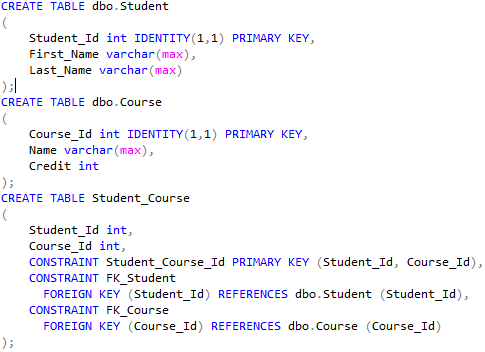 CREATE TABLE dbo.Student
(
    Student_Id int IDENTITY(1,1) PRIMARY KEY,
    First_Name varchar(max),
    Last_Name varchar(max)
);
CREATE TABLE dbo.Course
(
    Course_Id int IDENTITY(1,1) PRIMARY KEY,
    Name varchar(max),
    Credit int
);
CREATE TABLE Student_Course
(
    Student_Id int,
    Course_Id int,
    CONSTRAINT Student_Course_Id PRIMARY KEY (Student_Id, Course_Id),
    CONSTRAINT FK_Student
      FOREIGN KEY (Student_Id) REFERENCES dbo.Student (Student_Id),
    CONSTRAINT FK_Course
      FOREIGN KEY (Course_Id) REFERENCES dbo.Course (Course_Id)
);